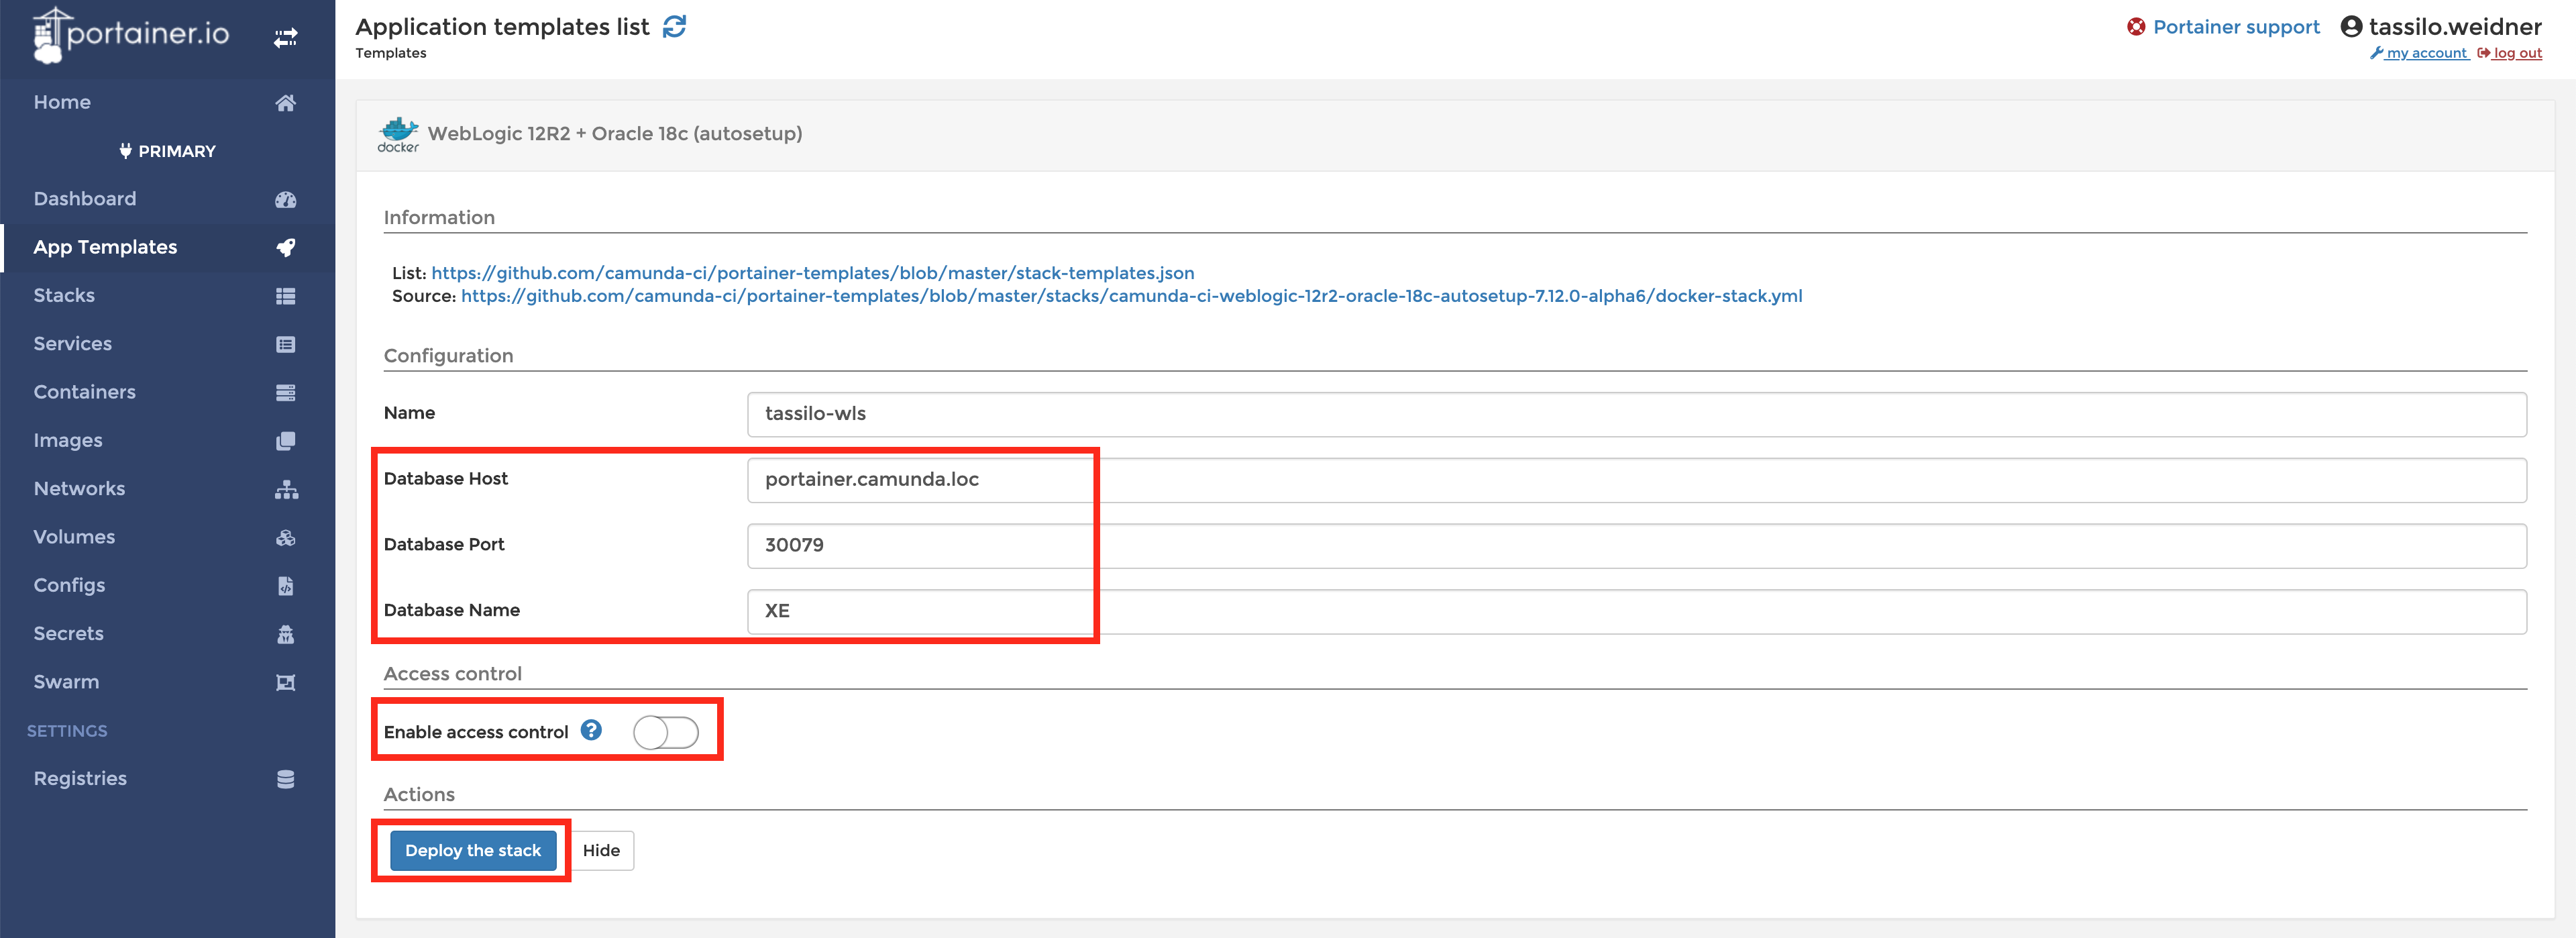 portainer.io
Application templates list
Templates
Portainer support
tassilo.weidner
my account
log out
Home
PRIMARY
Dashboard
App Templates
Stacks
Services
Containers
Images
Networks
Volumes
Configs
Secrets
Swarm
SETTINGS
Registries
docker
WebLogic 12R2 + Oracle 18c (autosetup)
Information
List: https://github.com/camunda-ci/portainer-templates/blob/master/stack-templates.json
Source: https://github.com/camunda-ci/portainer-templates/blob/master/stacks/camunda-ci-weblogic-12r2-oracle-18c-autosetup-7.12.0-alpha6/docker-stack.yml
Configuration
Name
tassilo-wls
Database Host
portainer.camunda.loc
Database Port
30079
Database Name
XE
Access control
Enable access control ?
Actions
Deploy the stack
Hide